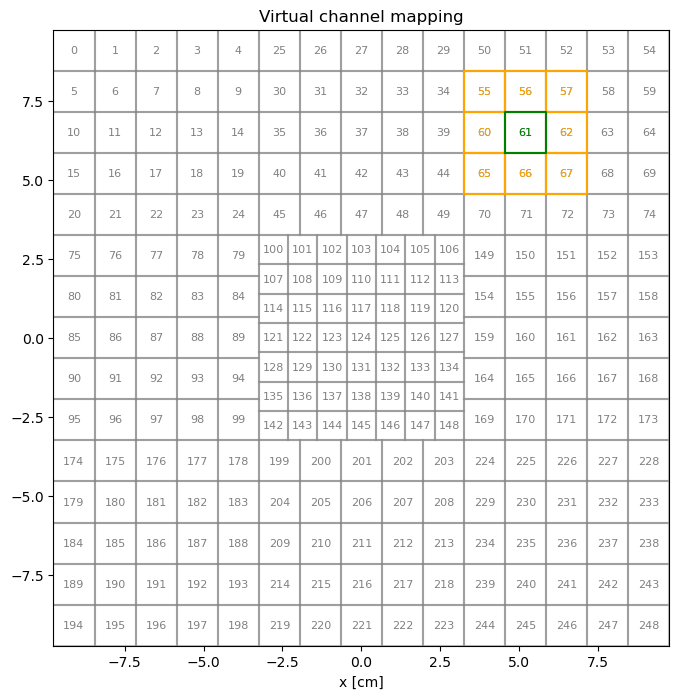 Virtual channel mapping
0 1 2 3 4 25 26 27 28 29 50 51 52 53 54
7.5 5 6 7 8 9 30 31 32 33 34 55 56 57 58 59
10 11 12 13 14 35 36 37 38 39 60 61 62 63 64
5.0 15 16 17 18 19 40 41 42 43 44 65 66 67 68 69
20 21 22 23 24 45 46 47 48 49 70 71 72 73 74
2.5 75 76 77 78 79 100 101 102 103 104 105 106 149 150 151 152 153
107 108 109 110 111 112 113
80 81 82 83 84 114 115 116 117 118 119 120 154 155 156 157 158
0.0 85 86 87 88 89 121 122 123 124 125 126 127 159 160 161 162 163
90 91 92 93 94 128 129 130 131 132 133 134 164 165 166 167 168
135 136 137 138 139 140 141
−2.5 95 96 97 98 99 142 143 144 145 146 147 148 169 170 171 172 173
174 175 176 177 178 199 200 201 202 203 224 225 226 227 228
−5.0 179 180 181 182 183 204 205 206 207 208 229 230 231 232 233
184 185 186 187 188 209 210 211 212 213 234 235 236 237 238
−7.5 189 190 191 192 193 214 215 216 217 218 239 240 241 242 243
194 195 196 197 198 219 220 221 222 223 244 245 246 247 248
−7.5 −5.0 −2.5 0.0 2.5 5.0 7.5
x [cm]